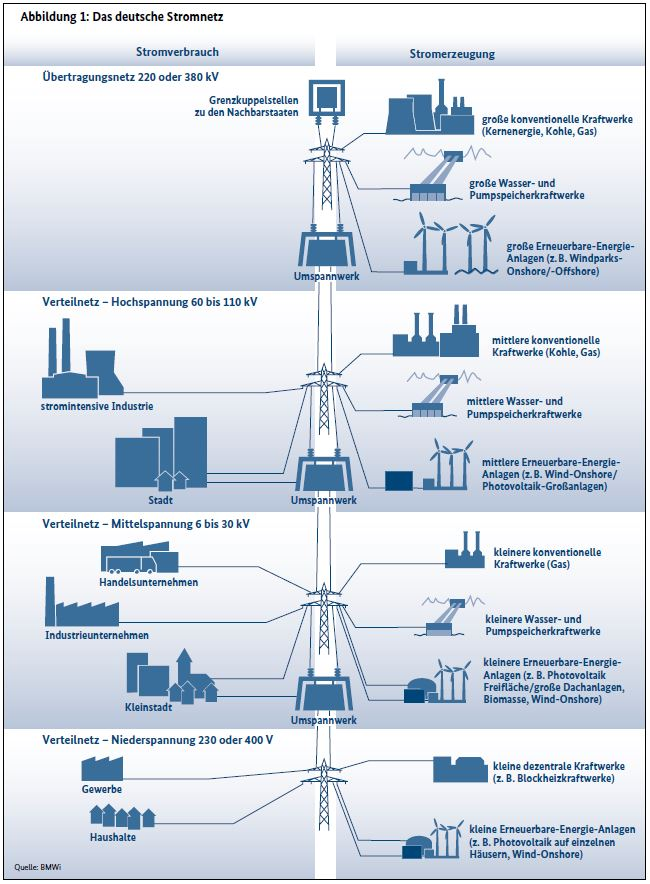 Abbildung 1: Das deutsche Stromnetz
Stromverbrauch
Stromerzeugung
Übertragungsnetz 220 oder 380 kV
Grenzkuppelstellen
zu den Nachbarstaaten
große konventionelle Kraftwerke
(Kernenergie, Kohle, Gas)
große Wasser- und
Pumpspeicherkraftwerke
große Erneuerbare-Energie-
Anlagen (z. B. Windparks-
Onshore/-Offshore)
Umspannwerk
Verteilnetz – Hochspannung 60 bis 110 kV
mittlere konventionelle
Kraftwerke (Kohle, Gas)
stromintensive Industrie
mittlere Wasser- und
Pumpspeicherkraftwerke
mittlere Erneuerbare-Energie-
Anlagen (z. B. Wind-Onshore/
Photovoltaik-Großanlagen)
Stadt
Umspannwerk
Verteilnetz – Mittelspannung 6 bis 30 kV
kleinere konventionelle
Kraftwerke (Gas)
Handelsunternehmen
kleinere Wasser- und
Pumpspeicherkraftwerke
Industrieunternehmen
kleinere Erneuerbare-Energie-
Anlagen (z. B. Photovoltaik
Freifläche/große Dachanlagen,
Biomasse, Wind-Onshore)
Kleinstadt
Umspannwerk
Verteilnetz – Niederspannung 230 oder 400 V
kleine dezentrale Kraftwerke
(z. B. Blockheizkraftwerke)
Gewerbe
kleine Erneuerbare-Energie-Anlagen
(z. B. Photovoltaik auf einzelnen
Häusern, Wind-Onshore)
Haushalte
Quelle: BMWi